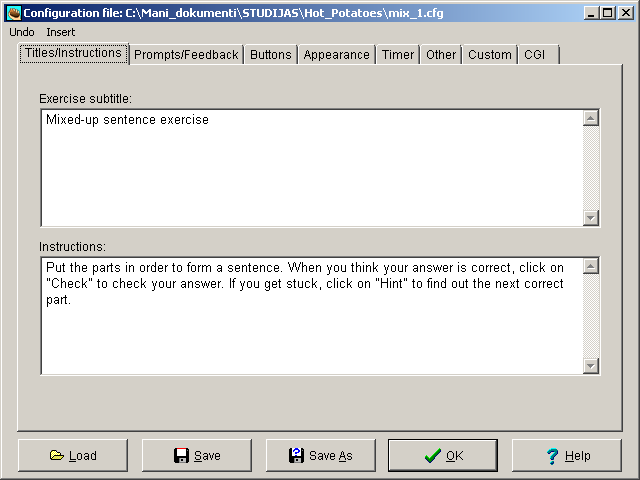 Configuration file: C:\Mani_dokumenti\STUDIJAS\Hot_Potatoes\mix_1.cfg
Undo Insert
Titles/Instructions Prompts/Feedback Buttons Appearance Timer Other Custom CGI
Exercise subtitle:
Mixed-up sentence exercise
Instructions:
Put the parts in order to form a sentence. When you think your answer is correct, click on
"Check" to check your answer. If you get stuck, click on "Hint" to find out the next correct
part.
Load Save Save As OK Help